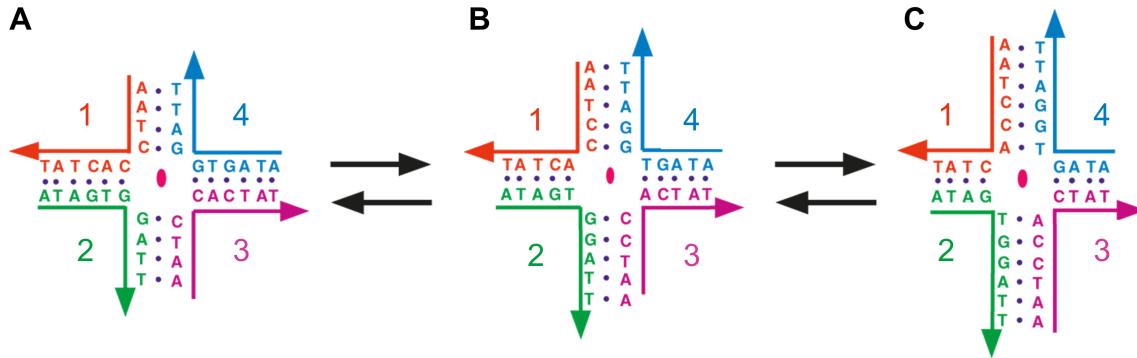 A
A T
A T
1 T A 4
C G
TATCAC GTGATA
ATAGTG CACTAT
G C
2 A T 3
T A
T A
B
A T
A T
T A
1 C G 4
C G
TATCA TGATA
ATAGT ACTAT
G C
2 G C 3
A T
T A
T A
C
A T
A T
T A
C G
1 C G 4
A T
TATC GATA
ATAG CTAT
T A
G C
2 G C 3
A T
T A
T A